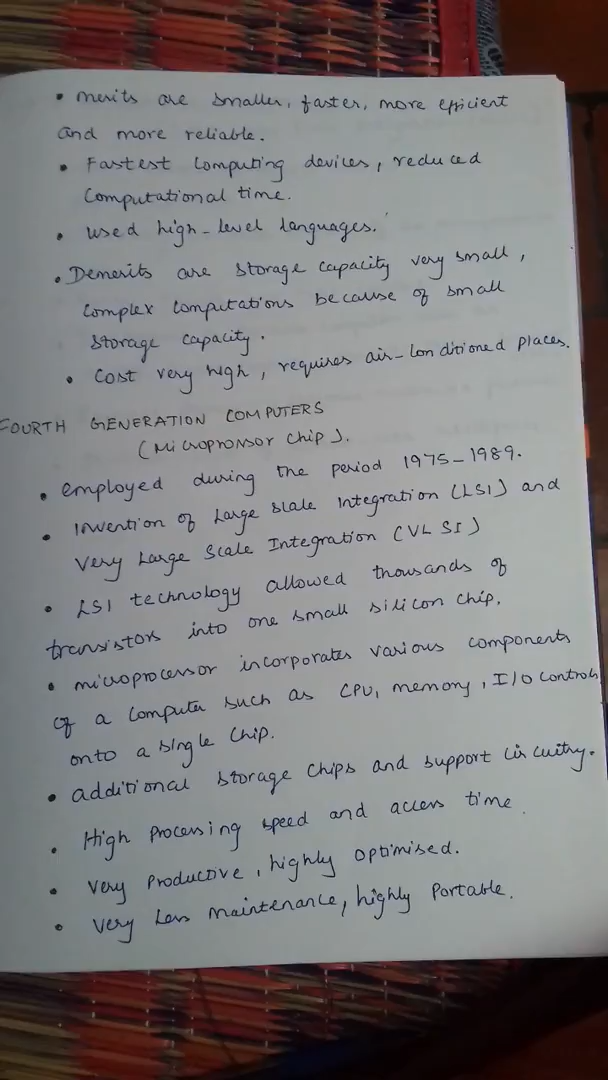 • merits are smaller, faster, more efficient
and more reliable.
• Fastest computing devices, reduced
computational time.
• used high-level languages.
• Demerits are storage capacity very small,
complex computations because of small
storage capacity.
• cost very high, requires air-conditioned places.
FOURTH GENERATION COMPUTERS
(Microprossor chip).
• employed during the period 1975-1989.
• invention of Large scale Integration (LSI) and
Very Large Scale Integration (VLSI)
• LSI technology allowed thousands of
transistors into one small silicon chip.
• microprocessor incorporates various components
of a computer such as CPU, memory, I/O controls
onto a single chip.
• additional storage chips and support circuitry.
• High processing speed and access time.
• Very productive, highly optimised.
• Very Less maintenance, highly portable.